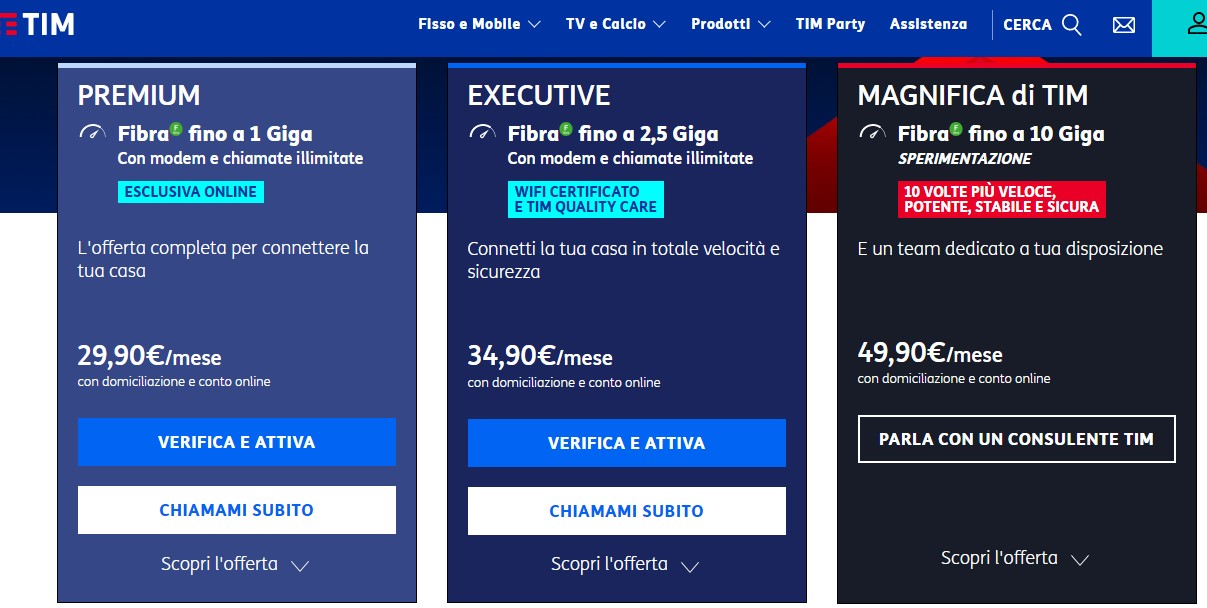 TIM
Fisso e Mobile
TV e Calcio
Prodotti
TIM Party
Assistenza
CERCA
PREMIUM
FibraF fino a 1 Giga
Con modem e chiamate illimitate
ESCLUSIVA ONLINE
L'offerta completa per connettere la
tua casa
29,90€/mese
con domiciliazione e conto online
VERIFICA E ATTIVA
CHIAMAMI SUBITO
Scopri l'offerta
EXECUTIVE
FibraF fino a 2,5 Giga
Con modem e chiamate illimitate
WIFI CERTIFICATO
E TIM QUALITY CARE
Connetti la tua casa in totale velocità e
sicurezza
34,90€/mese
con domiciliazione e conto online
VERIFICA E ATTIVA
CHIAMAMI SUBITO
Scopri l'offerta
MAGNIFICA di TIM
FibraF fino a 10 Giga
SPERIMENTAZIONE
10 VOLTE PIÙ VELOCE,
POTENTE, STABILE E SICURA
E un team dedicato a tua disposizione
49,90€/mese
con domiciliazione e conto online
PARLA CON UN CONSULENTE TIM
Scopri l'offerta